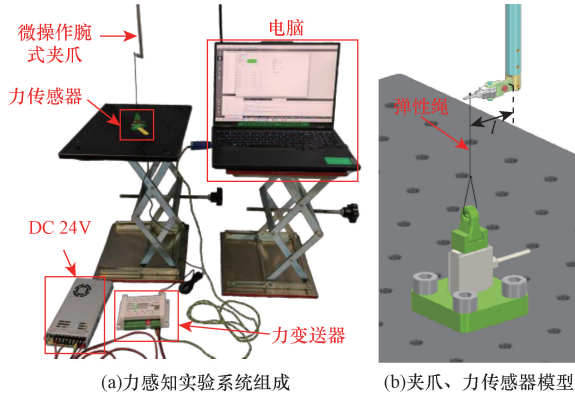 微操作腕
式夹爪
电脑
力传感器
弹性绳
l
DC 24V
力变送器
(a)力感知实验系统组成
(b)夹爪、力传感器模型